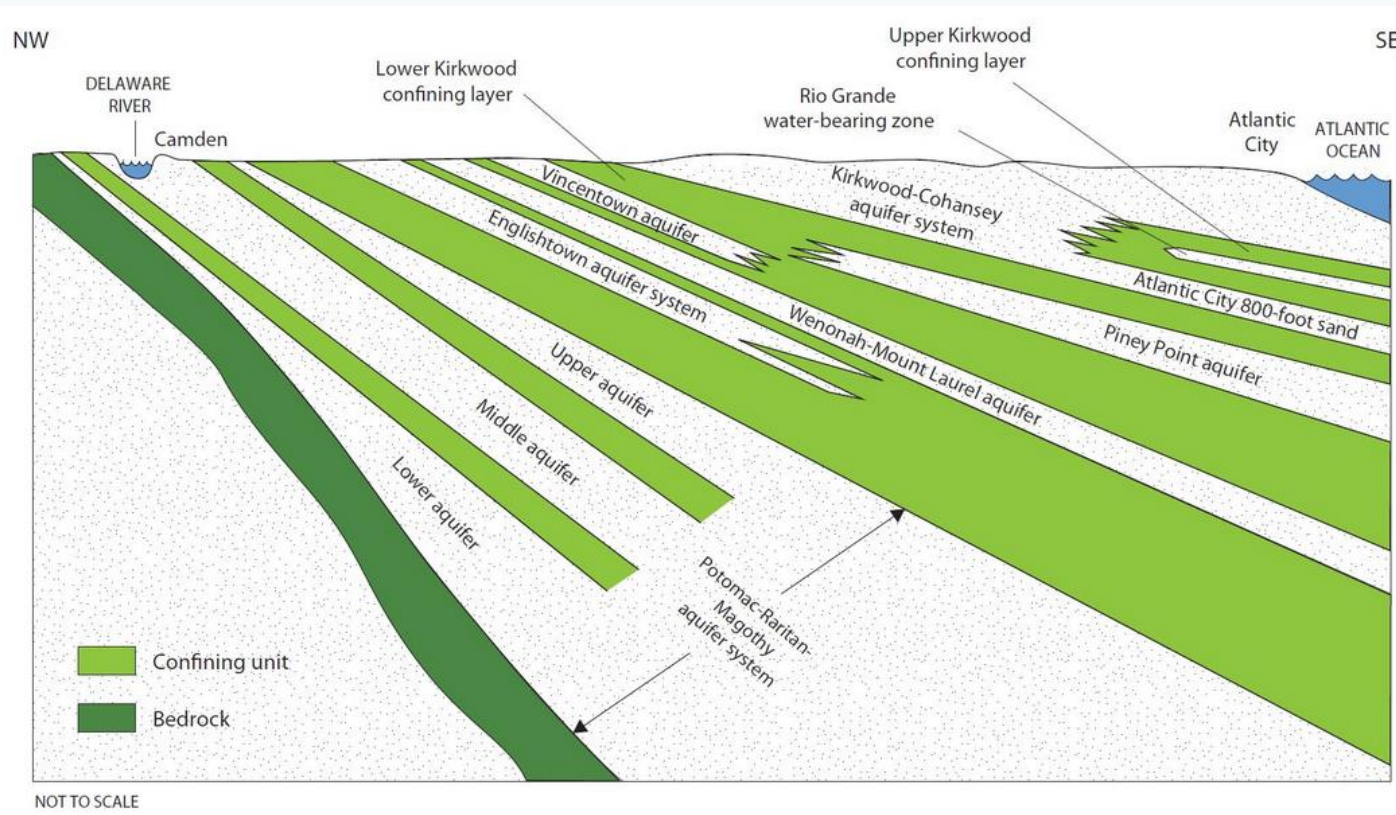 NW
SE
Upper Kirkwood
confining layer
Lower Kirkwood
confining layer
DELAWARE
RIVER
Rio Grande
water-bearing zone
Camden
Atlantic
City
ATLANTIC
OCEAN
Vincentown aquifer
Kirkwood-Cohansey
aquifer system
Englishtown aquifer system
Atlantic City 800-foot sand
Wenonah-Mount Laurel aquifer
Piney Point aquifer
Upper aquifer
Middle aquifer
Lower aquifer
Potomac-Raritan-
Magothy
aquifer system
Confining unit
Bedrock
NOT TO SCALE